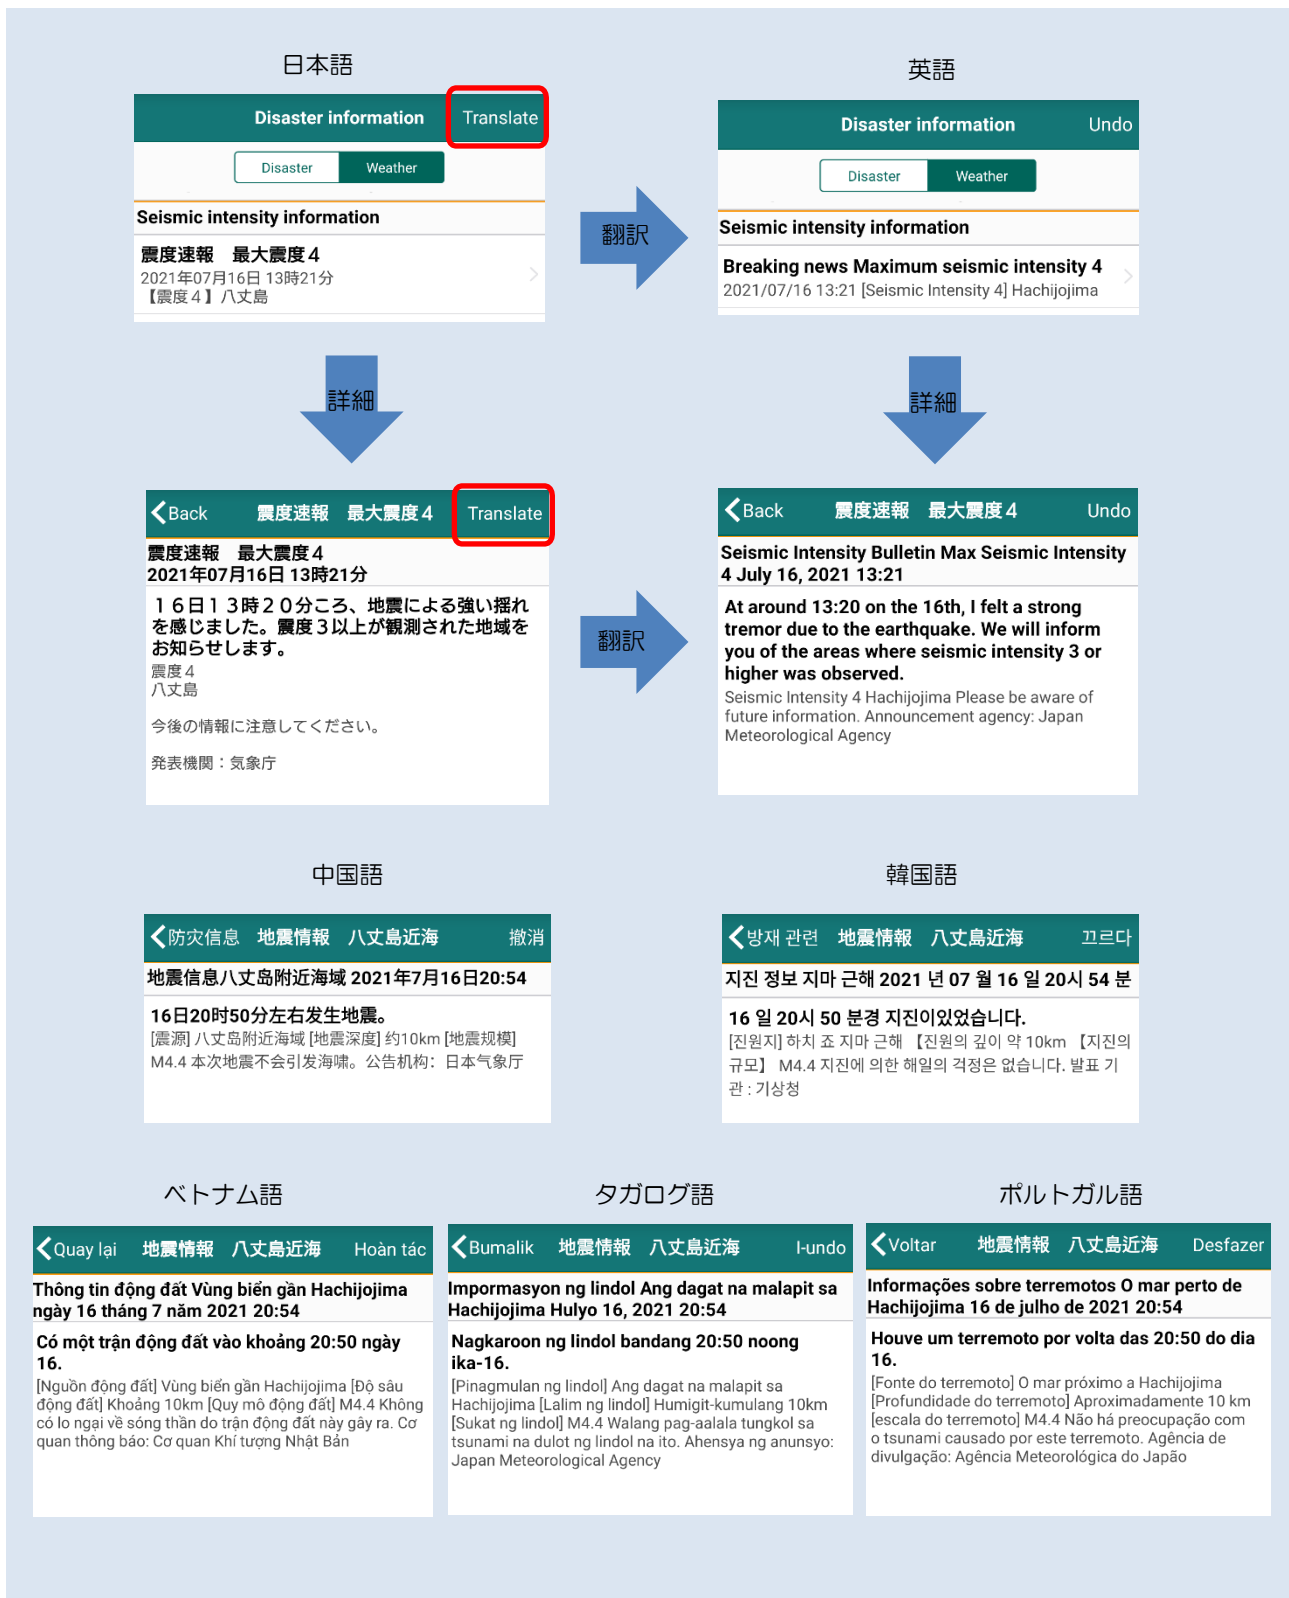 日本語
Disaster information
Translate
Disaster
Weather
Seismic intensity information
震度速報　最大震度４
2021年07月16日 13時21分
【震度４】八丈島
翻訳
英語
Disaster information
Undo
Disaster
Weather
Seismic intensity information
Breaking news Maximum seismic intensity 4
2021/07/16 13:21 [Seismic Intensity 4] Hachijojima
詳細
詳細
Back
震度速報　最大震度４
Translate
震度速報　最大震度４
2021年07月16日 13時21分
１６日１３時２０分ころ、地震による強い揺れ
を感じました。震度３以上が観測された地域を
お知らせします。
震度４
八丈島
今後の情報に注意してください。
発表機関：気象庁
翻訳
Back
震度速報　最大震度４
Undo
Seismic Intensity Bulletin Max Seismic Intensity
4 July 16, 2021 13:21
At around 13:20 on the 16th, I felt a strong
tremor due to the earthquake. We will inform
you of the areas where seismic intensity 3 or
higher was observed.
Seismic Intensity 4 Hachijojima Please be aware of
future information. Announcement agency: Japan
Meteorological Agency
中国語
防灾信息
地震情報　八丈島近海
撤消
地震信息八丈岛附近海域 2021年7月16日20:54
16日20时50分左右发生地震。
[震源] 八丈岛附近海域 [地震深度] 约10km [地震规模]
M4.4 本次地震不会引发海啸。公告机构：日本气象厅
韓国語
방재 관련
地震情報　八丈島近海
끄르다
지진 정보 지마 근해 2021 년 07 월 16 일 20시 54 분
16 일 20시 50 분경 지진이있었습니다.
[진원지] 하치 죠 지마 근해 【진원의 깊이 약 10km 【지진의
규모】 M4.4 지진에 의한 해일의 걱정은 없습니다. 발표 기
관 : 기상청
ベトナム語
Quay lại
地震情報　八丈島近海
Hoàn tác
Thông tin động đất Vùng biển gần Hachijojima
ngày 16 tháng 7 năm 2021 20:54
Có một trận động đất vào khoảng 20:50 ngày
16.
[Nguồn động đất] Vùng biển gần Hachijojima [Độ sâu
động đất] Khoảng 10km [Quy mô động đất] M4.4 Không
có lo ngại về sóng thần do trận động đất này gây ra. Cơ
quan thông báo: Cơ quan Khí tượng Nhật Bản
タガログ語
Bumalik
地震情報　八丈島近海
I-undo
Impormasyon ng lindol Ang dagat na malapit sa
Hachijojima Hulyo 16, 2021 20:54
Nagkaroon ng lindol bandang 20:50 noong
ika-16.
[Pinagmulan ng lindol] Ang dagat na malapit sa
Hachijojima [Lalim ng lindol] Humigit-kumulang 10km
[Sukat ng lindol] M4.4 Walang pag-aalala tungkol sa
tsunami na dulot ng lindol na ito. Ahensya ng anunsyo:
Japan Meteorological Agency
ポルトガル語
Voltar
地震情報　八丈島近海
Desfazer
Informações sobre terremotos O mar perto de
Hachijojima 16 de julho de 2021 20:54
Houve um terremoto por volta das 20:50 do dia
16.
[Fonte do terremoto] O mar próximo a Hachijojima
[Profundidade do terremoto] Aproximadamente 10 km
[escala do terremoto] M4.4 Não há preocupação com
o tsunami causado por este terremoto. Agência de
divulgação: Agência Meteorológica do Japão